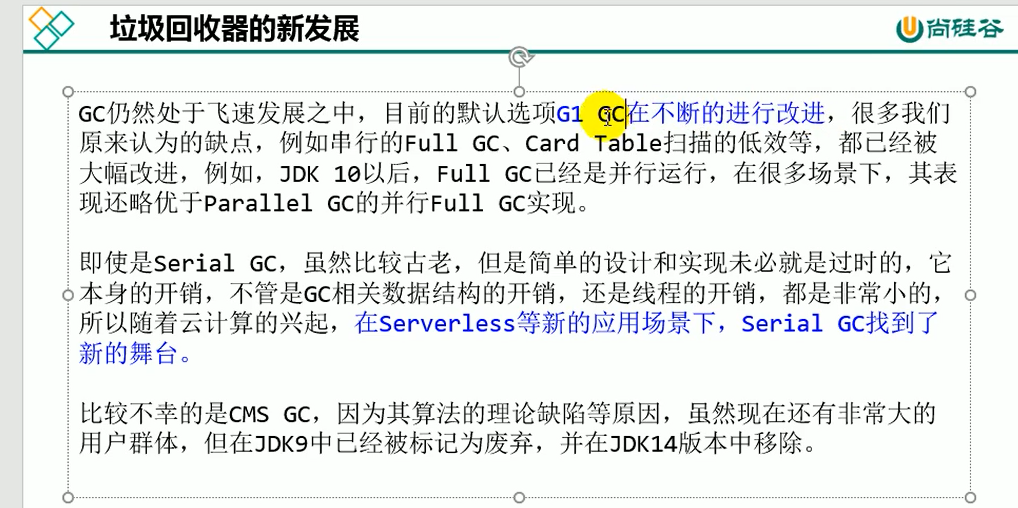 垃圾回收器的新发展
尚硅谷
GC仍然处于飞速发展之中，目前的默认选项G1 GC在不断的进行改进，很多我们
原来认为的缺点，例如串行的Full GC、Card Table扫描的低效等，都已经被
大幅改进，例如，JDK 10以后，Full GC已经是并行运行，在很多场景下，其表
现还略优于Parallel GC的并行Full GC实现。
即使是Serial GC，虽然比较古老，但是简单的设计和实现未必就是过时的，它
本身的开销，不管是GC相关数据结构的开销，还是线程的开销，都是非常小的，
所以随着云计算的兴起，在Serverless等新的应用场景下，Serial GC找到了
新的舞台。
比较不幸的是CMS GC，因为其算法的理论缺陷等原因，虽然现在还有非常大的
用户群体，但在JDK9中已经被标记为废弃，并在JDK14版本中移除。